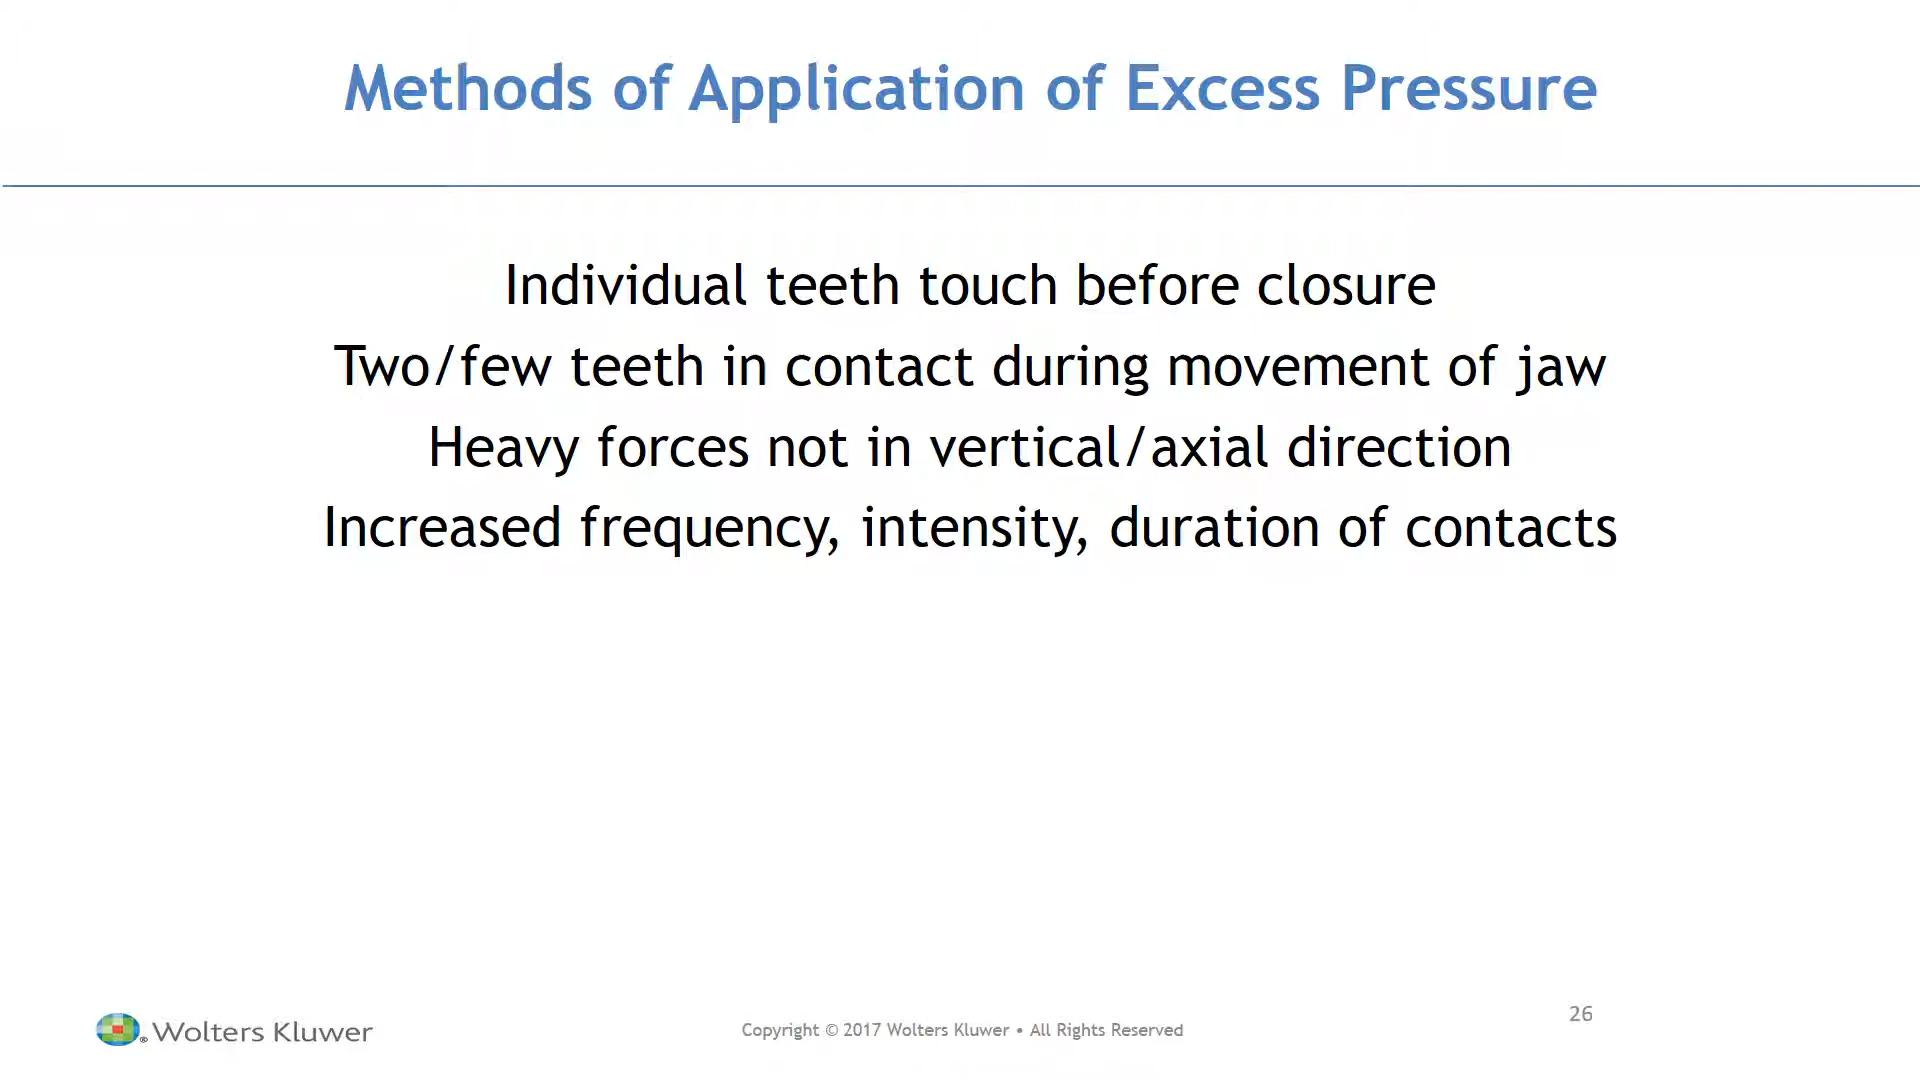 Methods of Application of Excess Pressure
Individual teeth touch before closure
Two/few teeth in contact during movement of jaw
Heavy forces not in vertical/axial direction
Increased frequency, intensity, duration of contacts
Wolters Kluwer
Copyright © 2017 Wolters Kluwer • All Rights Reserved
26